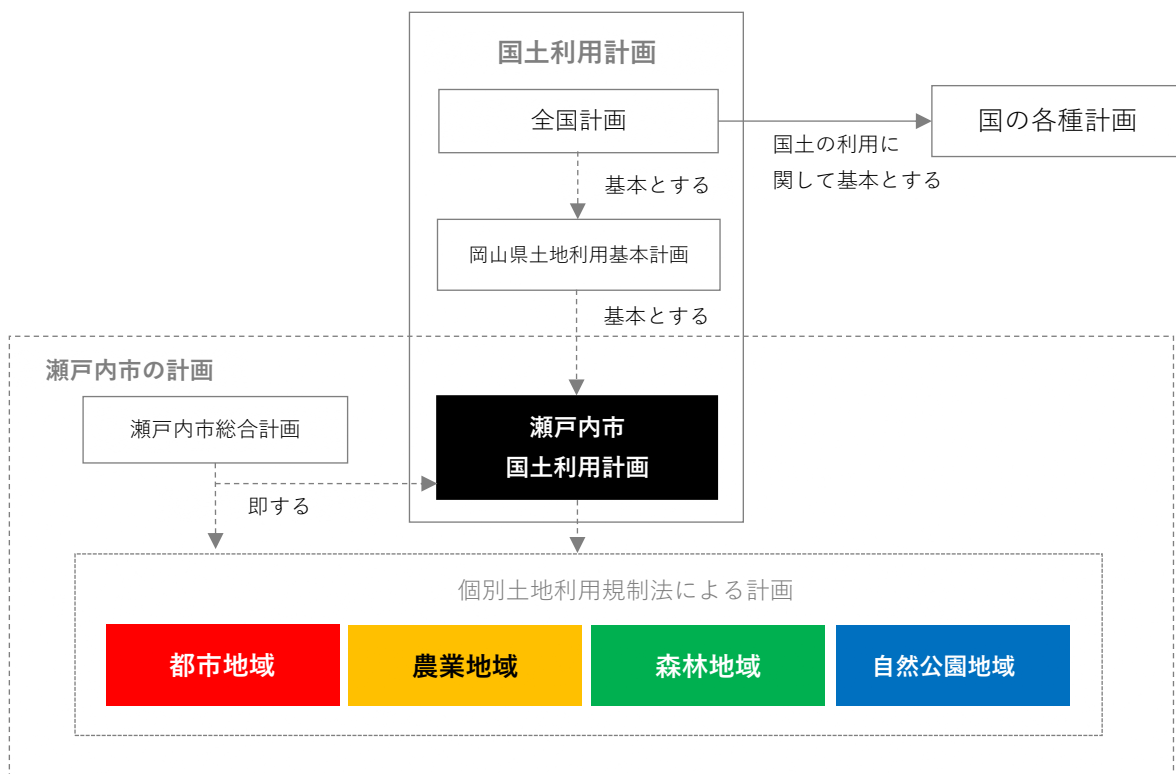 国土利用計画
全国計画
国の各種計画
国土の利用に
関して基本とする
基本とする
岡山県土地利用基本計画
基本とする
瀬戸内市の計画
瀬戸内市総合計画
瀬戸内市
国土利用計画
即する
個別土地利用規制法による計画
都市地域
農業地域
森林地域
自然公園地域